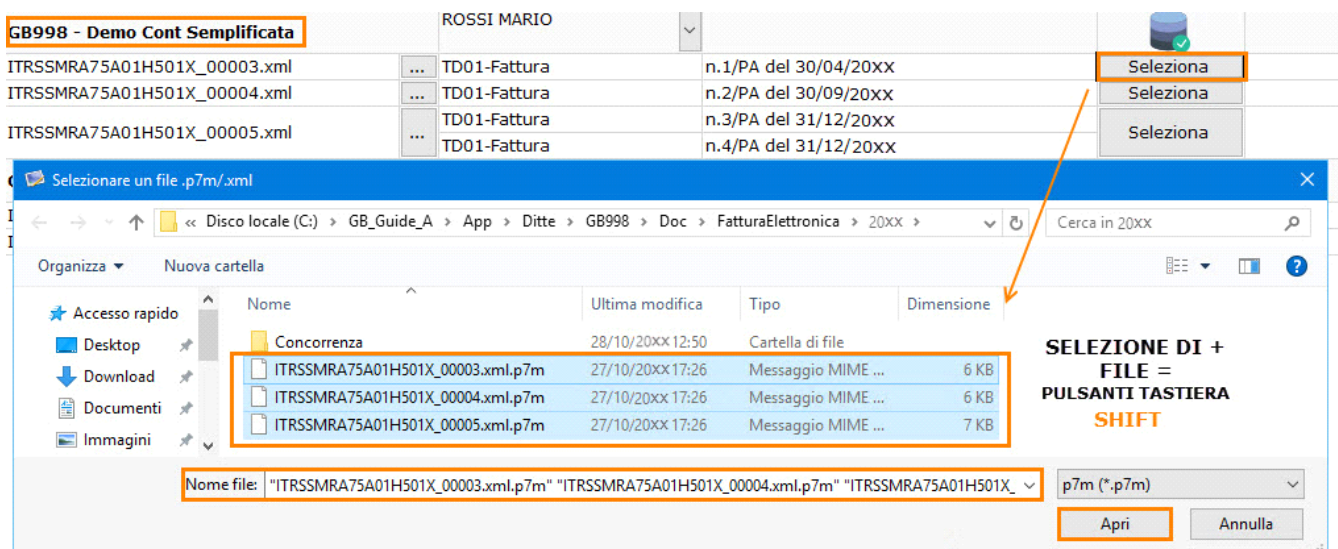 ROSSI MARIO
GB998 - Demo Cont Semplificata
ITRSSMRA75A01H501X_00003.xml ... TD01-Fattura n.1/PA del 30/04/20xx Seleziona
ITRSSMRA75A01H501X_00004.xml ... TD01-Fattura n.2/PA del 30/09/20xx Seleziona
TD01-Fattura n.3/PA del 31/12/20xx
ITRSSMRA75A01H501X_00005.xml ... Seleziona
TD01-Fattura n.4/PA del 31/12/20xx
Selezionare un file .p7m/.xml
« Disco locale (C:) > GB_Guide_A > App > Ditte > GB998 > Doc > FatturaElettronica > 20xx > Cerca in 20XX
Organizza Nuova cartella
Nome Ultima modifica Tipo Dimensione
Accesso rapido
Desktop
Download
Documenti
Immagini
Concorrenza 28/10/20xx 12:50 Cartella di file
ITRSSMRA75A01H501X_00003.xml.p7m 27/10/20xx 17:26 Messaggio MIME ... 6 KB
ITRSSMRA75A01H501X_00004.xml.p7m 27/10/20xx 17:26 Messaggio MIME ... 6 KB
ITRSSMRA75A01H501X_00005.xml.p7m 27/10/20xx 17:26 Messaggio MIME ... 7 KB
SELEZIONE DI +
FILE =
PULSANTI TASTIERA
SHIFT
Nome file: "ITRSSMRA75A01H501X_00003.xml.p7m" "ITRSSMRA75A01H501X_00004.xml.p7m" "ITRSSMRA75A01H501X_ p7m (*.p7m)
Apri Annulla